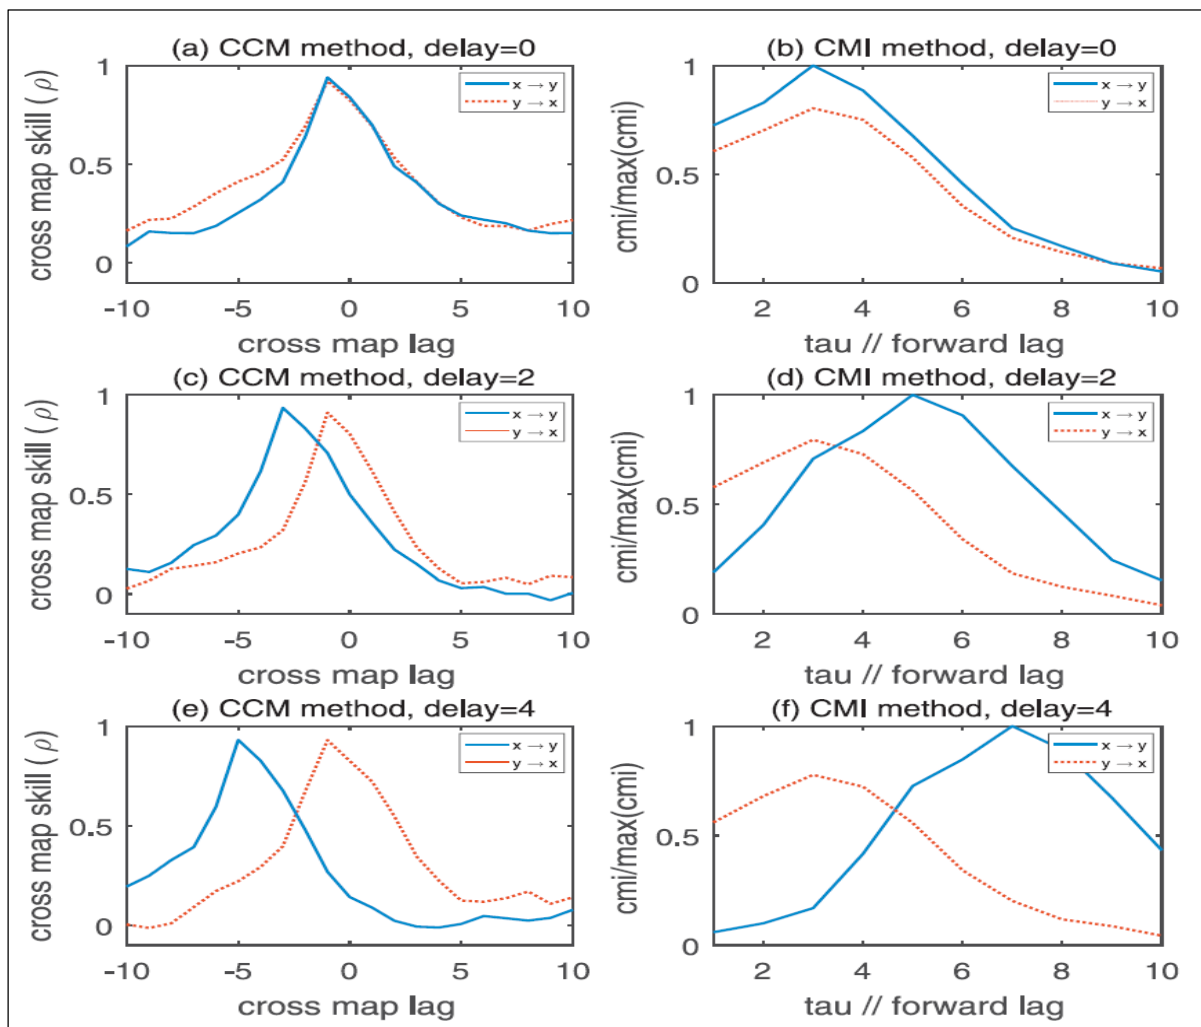 (a) CCM method, delay=0
cross map skill (ρ)
1
0.5
0
-10 -5 0 5 10
cross map lag
x → y
y → x
(b) CMI method, delay=0
cmi/max(cmi)
1
0.5
0
2 4 6 8 10
tau // forward lag
x → y
y → x
(c) CCM method, delay=2
cross map skill (ρ)
1
0.5
0
-10 -5 0 5 10
cross map lag
x → y
y → x
(d) CMI method, delay=2
cmi/max(cmi)
1
0.5
0
2 4 6 8 10
tau // forward lag
x → y
y → x
(e) CCM method, delay=4
cross map skill (ρ)
1
0.5
0
-10 -5 0 5 10
cross map lag
x → y
y → x
(f) CMI method, delay=4
cmi/max(cmi)
1
0.5
0
2 4 6 8 10
tau // forward lag
x → y
y → x